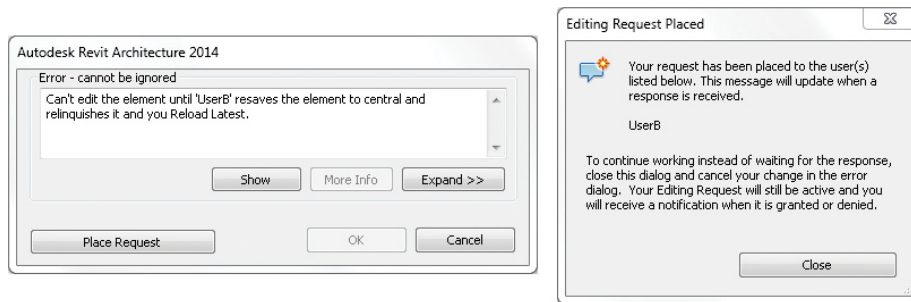 Autodesk Revit Architecture 2014
Error - cannot be ignored
Can't edit the element until 'UserB' resaves the element to central and
relinquishes it and you Reload Latest.
Show
More Info
Expand >>
Place Request
OK
Cancel
Editing Request Placed
Your request has been placed to the user(s)
listed below. This message will update when a
response is received.
UserB
To continue working instead of waiting for the response,
close this dialog and cancel your change in the error
dialog. Your Editing Request will still be active and you
will receive a notification when it is granted or denied.
Close